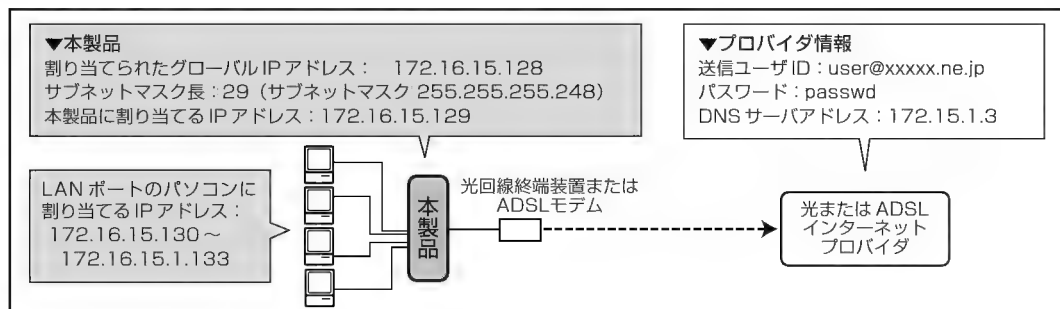 ▼本製品
割り当てられたグローバルIPアドレス： 172.16.15.128
サブネットマスク長：29（サブネットマスク 255.255.255.248）
本製品に割り当てるIPアドレス：172.16.15.129
▼プロバイダ情報
送信ユーザID：user@xxxxx.ne.jp
パスワード：passwd
DNSサーバアドレス：172.15.1.3
LANポートのパソコンに
割り当てるIPアドレス：
172.16.15.130～
172.16.15.1.133
本製品
光回線終端装置または
ADSLモデム
光またはADSL
インターネット
プロバイダ